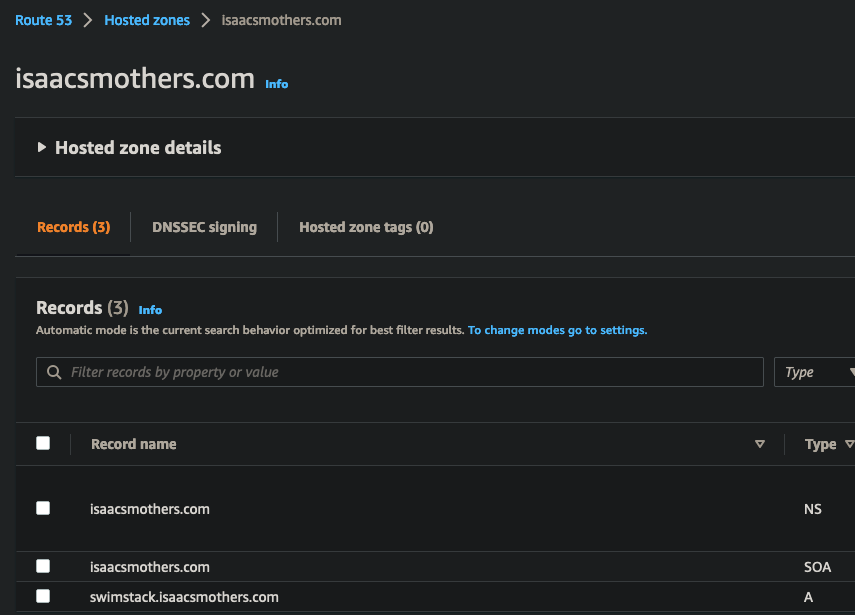 Route 53 > Hosted zones > isaacsmothers.com
isaacsmothers.com Info
Hosted zone details
Records (3) DNSSEC signing Hosted zone tags (0)
Records (3) Info
Automatic mode is the current search behavior optimized for best filter results. To change modes go to settings.
Filter records by property or value Type
Record name Type
isaacsmothers.com NS
isaacsmothers.com SOA
swimstack.isaacsmothers.com A